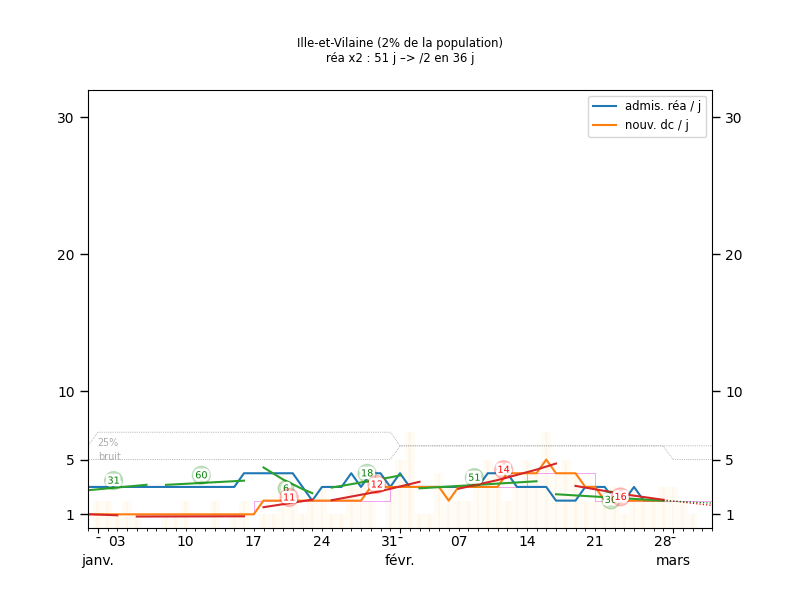 Ille-et-Vilaine (2% de la population)
réa x2 : 51 j –> /2 en 36 j
admis. réa / j
nouv. dc / j
30 30
20 20
10 10
25%
bruit
5 5
31 60 6 11 18 12 51 14 16
1 1
03 10 17 24 31 07 14 21 28
janv. févr. mars